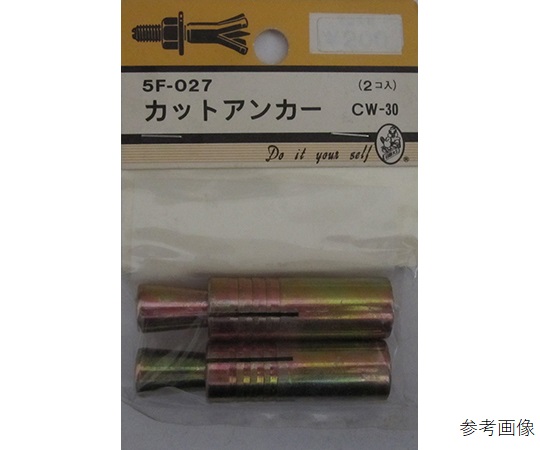 5F-027 (2コ入)
カットアンカー CW-30
Do it your self
参考画像